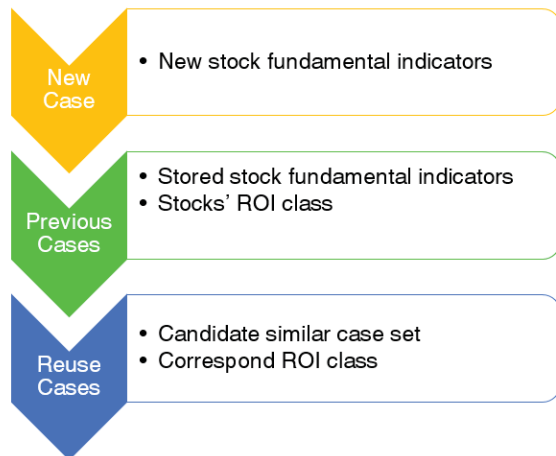 New
Case
• New stock fundamental indicators
Previous
Cases
• Stored stock fundamental indicators
• Stocks' ROI class
Reuse
Cases
• Candidate similar case set
• Correspond ROI class